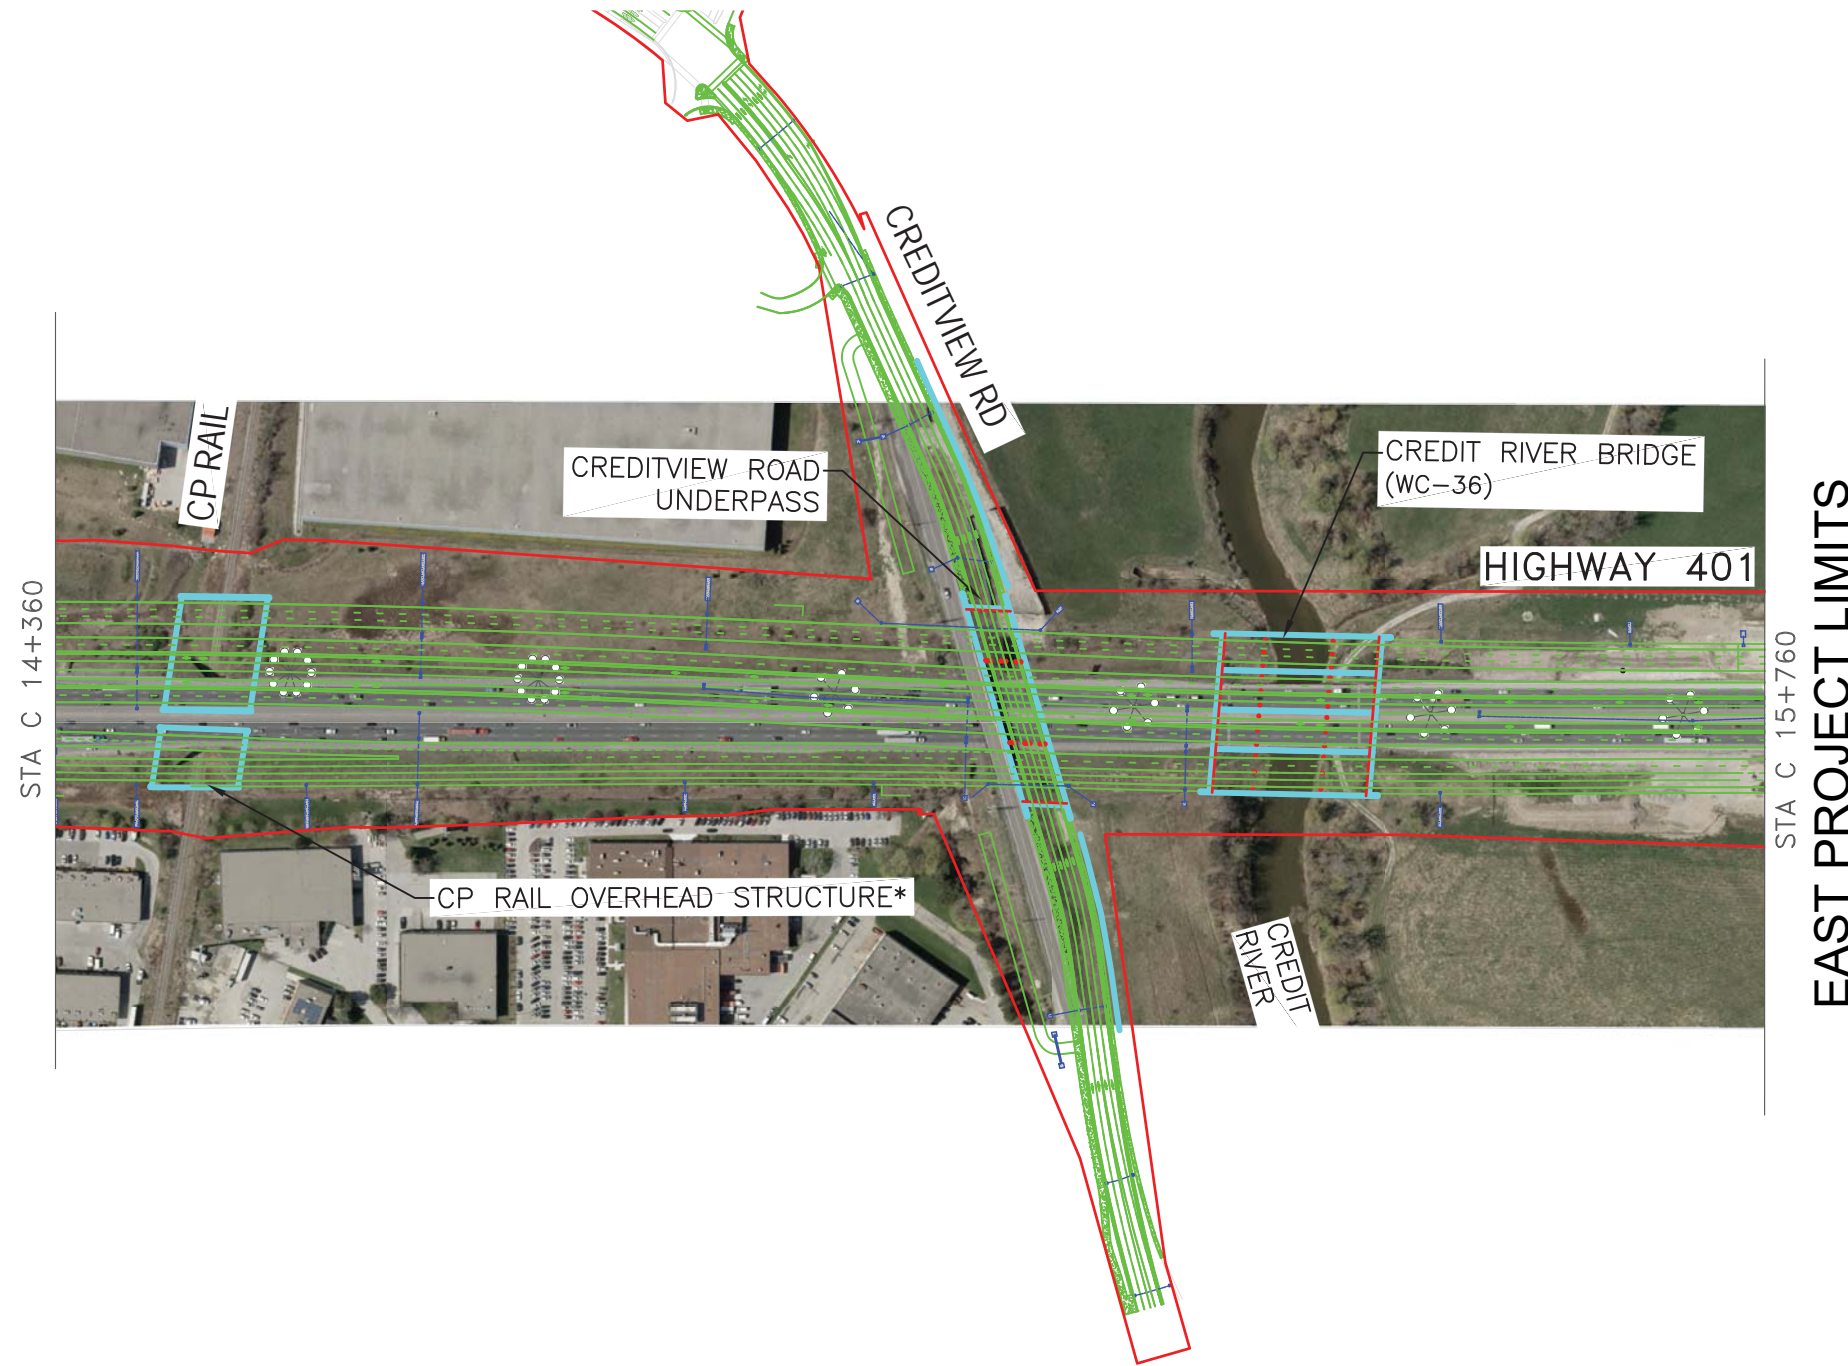 CREDITVIEW RD
CP RAIL
CREDITVIEW ROAD
UNDERPASS
CREDIT RIVER BRIDGE
(WC-36)
HIGHWAY 401
STA C 14+360
STA C 15+760
EAST PROJECT LIMITS
CP RAIL OVERHEAD STRUCTURE*
CREDIT
RIVER